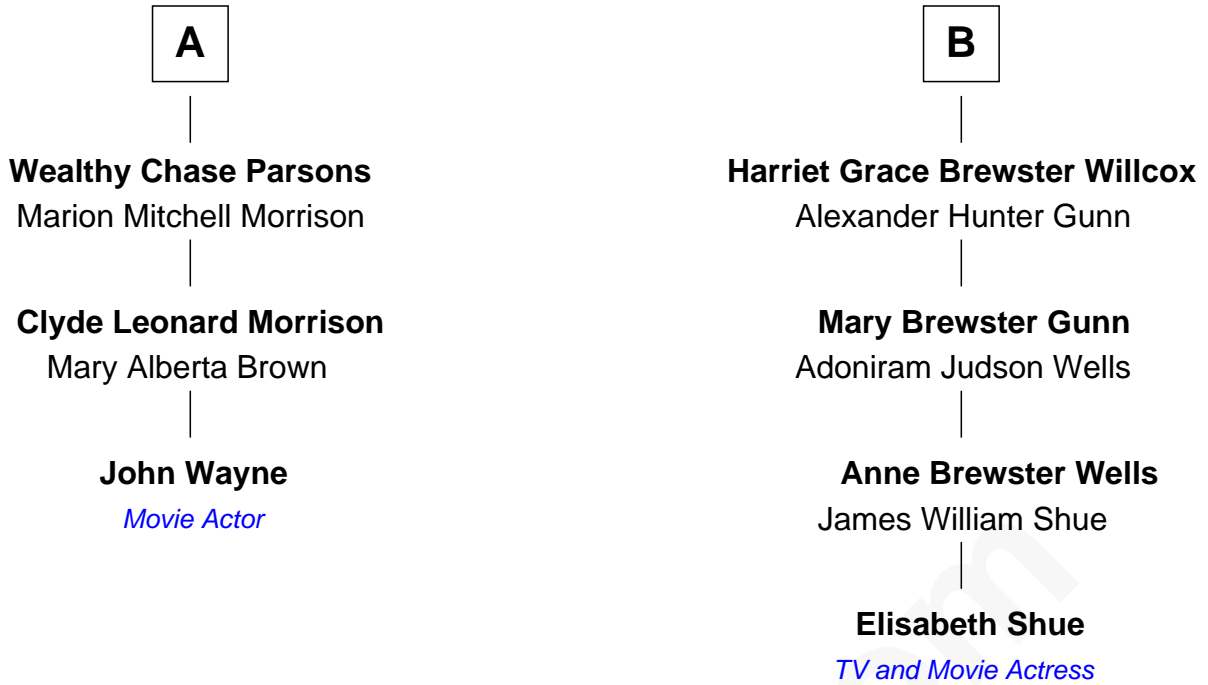 A
Wealthy Chase Parsons
Marion Mitchell Morrison
Clyde Leonard Morrison
Mary Alberta Brown
John Wayne
Movie Actor
B
Harriet Grace Brewster Willcox
Alexander Hunter Gunn
Mary Brewster Gunn
Adoniram Judson Wells
Anne Brewster Wells
James William Shue
Elisabeth Shue
TV and Movie Actress